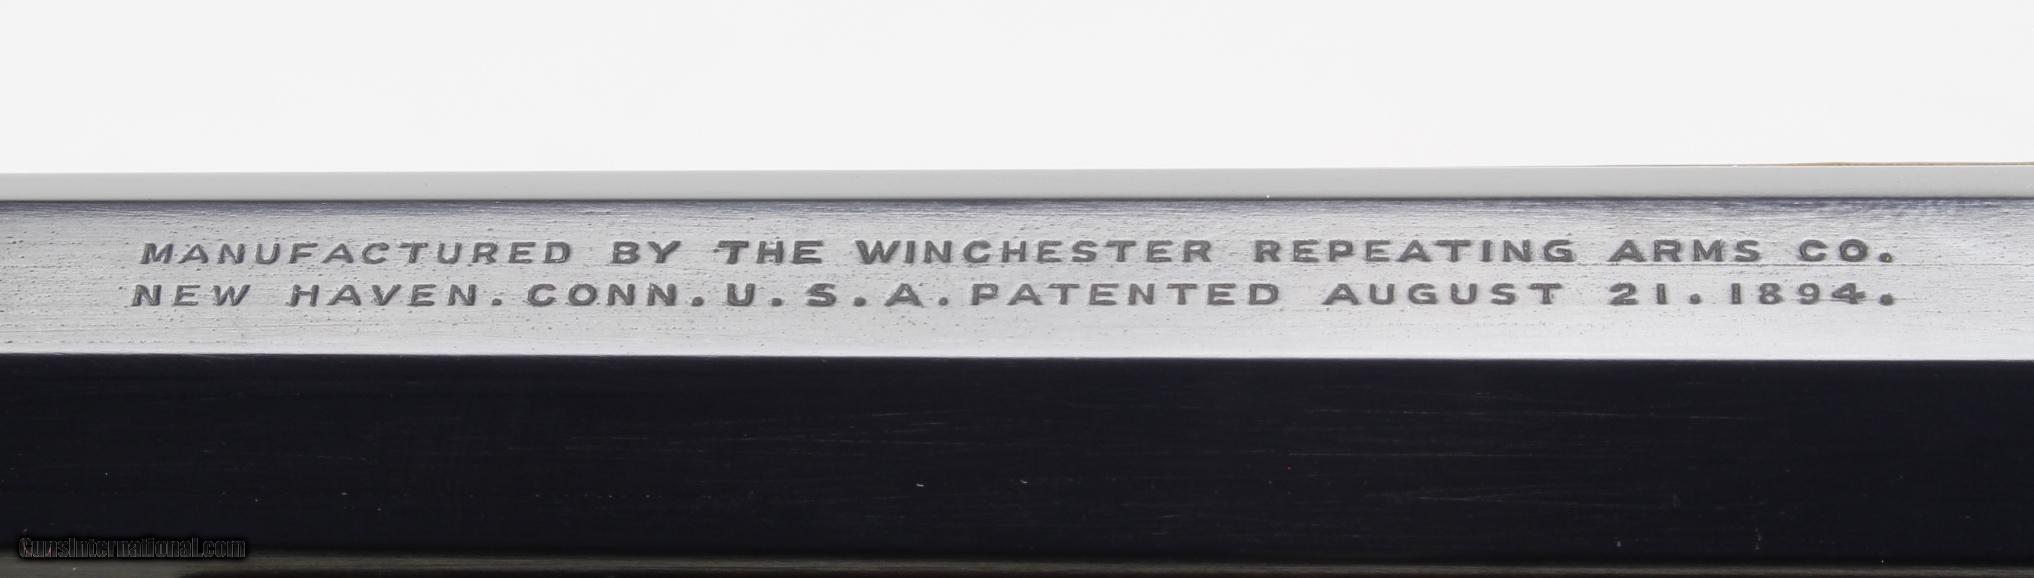 MANUFACTURED BY THE WINCHESTER REPEATING ARMS CO.
NEW HAVEN. CONN. U.S.A. PATENTED AUGUST 21. 1894.
GunsInternational.com